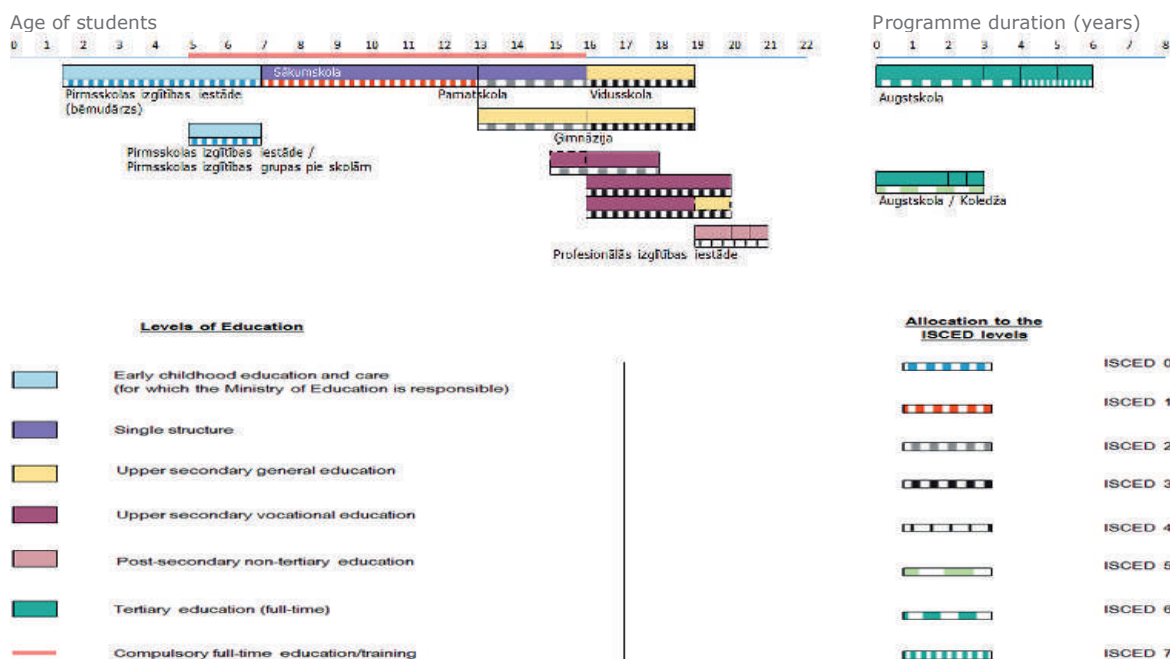 Age of students
Programme duration (years)
0 1 2 3 4 5 6 7 8 9 10 11 12 13 14 15 16 17 18 19 20 21 22
0 1 2 3 4 5 6 7 8
Sākumskola
Pirmsskolas izglītības iestāde
(bērnudārzs)
Pamatskola
Vidusskola
Augstskola
Ģimnāzija
Pirmsskolas izglītības iestāde /
Pirmsskolas izglītības grupas pie skolām
Augstskola / Koledža
Profesionālās izglītības iestāde
Levels of Education
Early childhood education and care
(for which the Ministry of Education is responsible)
Single structure
Upper secondary general education
Upper secondary vocational education
Post-secondary non-tertiary education
Tertiary education (full-time)
Compulsory full-time education/training
Allocation to the
ISCED levels
ISCED 0
ISCED 1
ISCED 2
ISCED 3
ISCED 4
ISCED 5
ISCED 6
ISCED 7